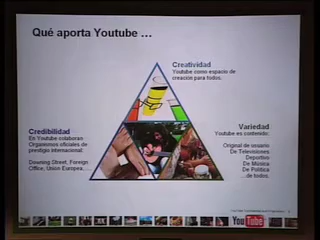 Qué aporta Youtube ...
Creatividad
Youtube como espacio de
creación para todos.
Credibilidad
En Youtube colaboran
Organismos oficiales de
prestigio internacional:
Downing Street, Foreign
Office, Union Europea....
Variedad
Youtube es contenido:
Original de usuario
De Televisiones
Deportivo
De Música
De Política
...de todos.
YouTube